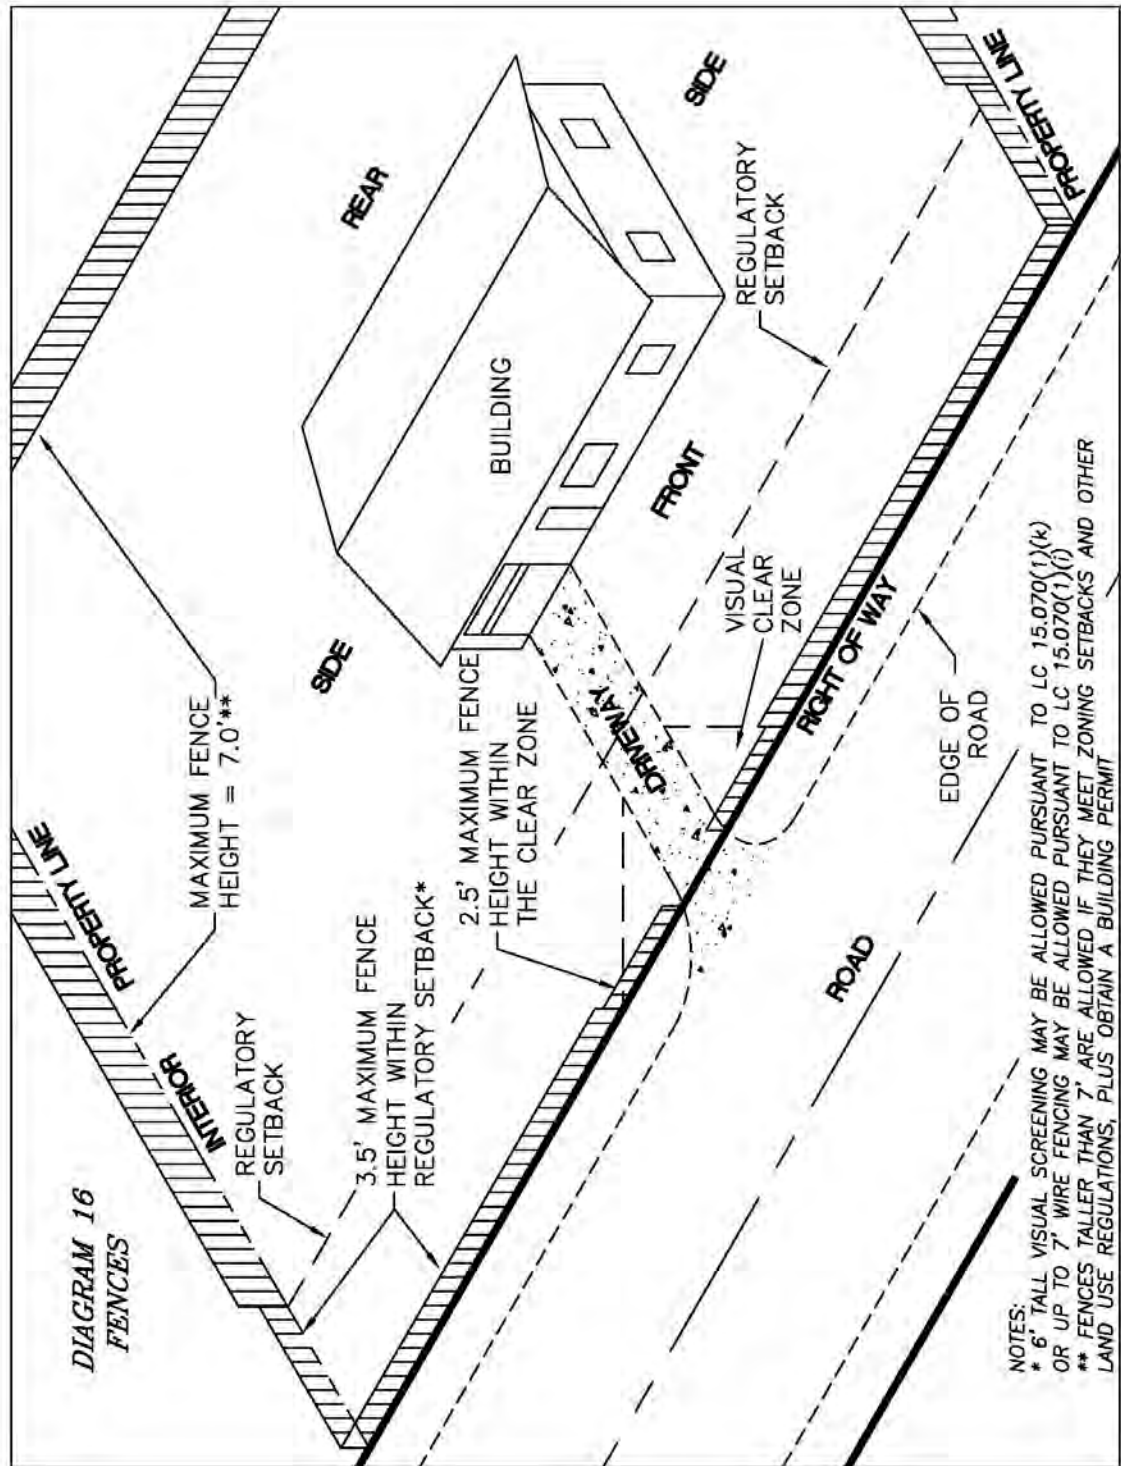 DIAGRAM 16
FENCES
MAXIMUM FENCE
HEIGHT = 7.0'**
PROPERTY LINE
INTERIOR
REGULATORY
SETBACK
3.5' MAXIMUM FENCE
HEIGHT WITHIN
REGULATORY SETBACK*
2.5' MAXIMUM FENCE
HEIGHT WITHIN
THE CLEAR ZONE
SIDE
REAR
SIDE
BUILDING
FRONT
DRIVEWAY
VISUAL
CLEAR
ZONE
REGULATORY
SETBACK
PROPERTY LINE
RIGHT OF WAY
EDGE OF
ROAD
ROAD
NOTES:
* 6' TALL VISUAL SCREENING MAY BE ALLOWED PURSUANT TO LC 15.070(1)(k)
OR UP TO 7' WIRE FENCING MAY BE ALLOWED PURSUANT TO LC 15.070(1)(i)
** FENCES TALLER THAN 7' ARE ALLOWED IF THEY MEET ZONING SETBACKS AND OTHER
LAND USE REGULATIONS, PLUS OBTAIN A BUILDING PERMIT.